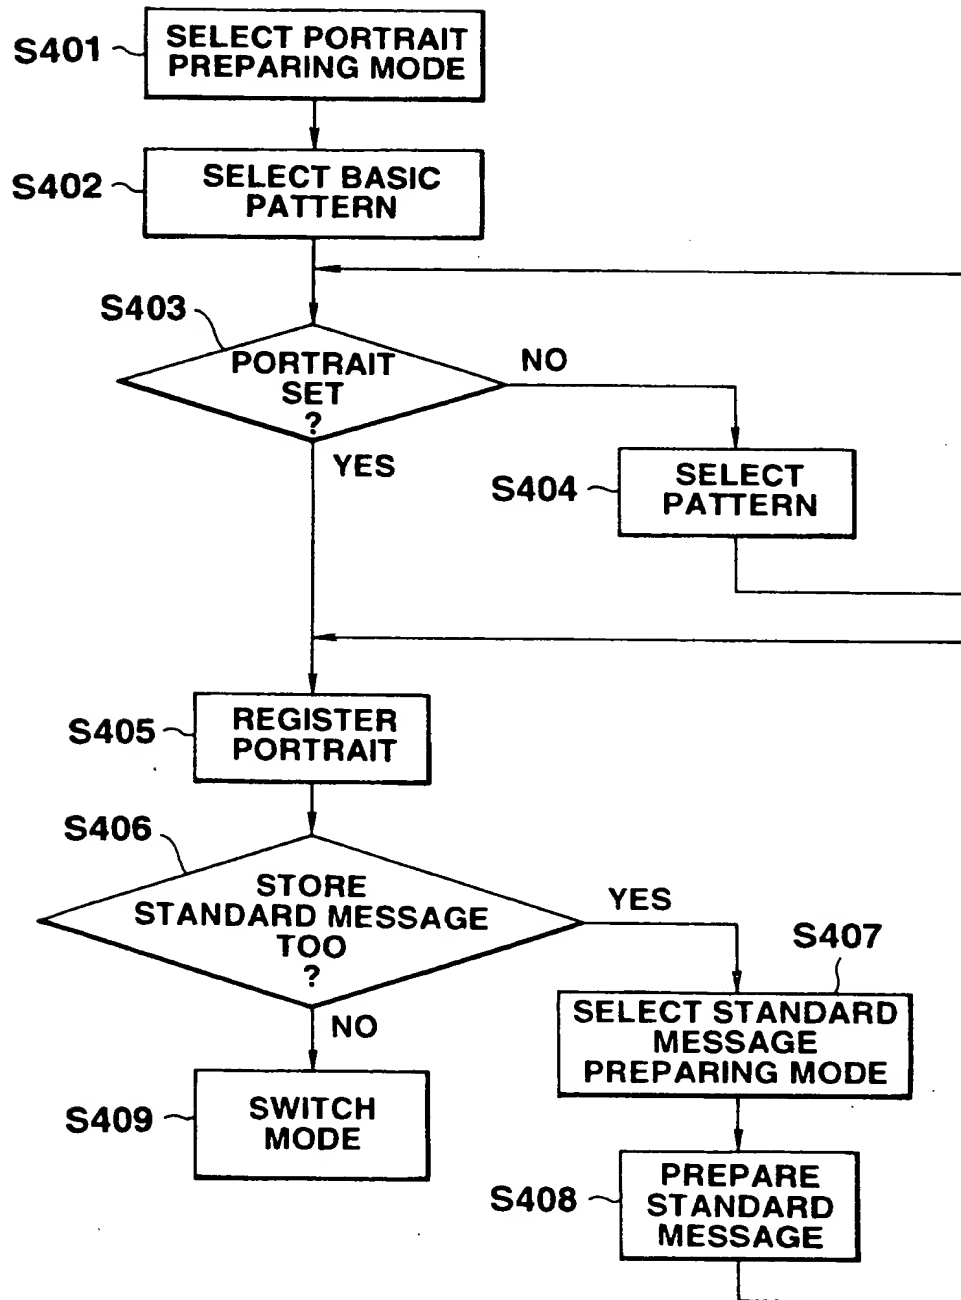 S401
SELECT PORTRAIT
PREPARING MODE
S402
SELECT BASIC
PATTERN
S403
PORTRAIT
SET
?
NO
YES
S404
SELECT
PATTERN
S405
REGISTER
PORTRAIT
S406
STORE
STANDARD MESSAGE
TOO
?
YES
NO
S407
SELECT STANDARD
MESSAGE
PREPARING MODE
S409
SWITCH
MODE
S408
PREPARE
STANDARD
MESSAGE